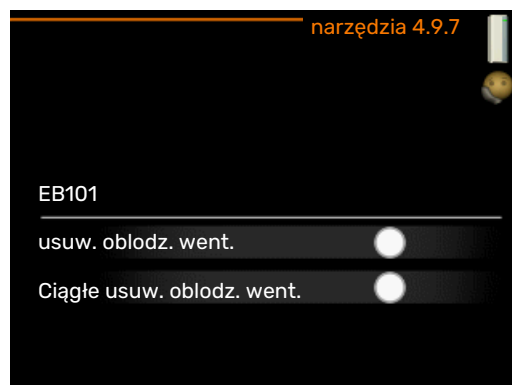 narzędzia 4.9.7
EB101
usuw. oblodz. went.
Ciągłe usuw. oblodz. went.